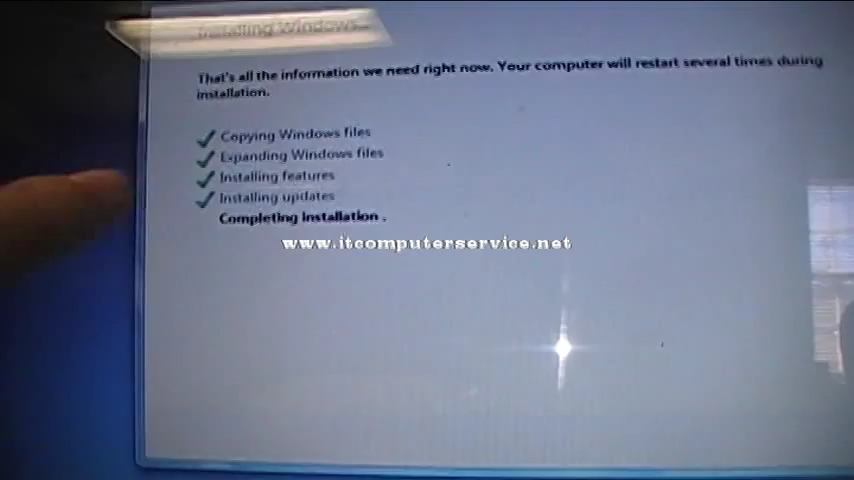 Installing Windows...
That's all the information we need right now. Your computer will restart several times during
installation.
Copying Windows files
Expanding Windows files
Installing features
Installing updates
Completing installation .
www.itcomputerservice.net